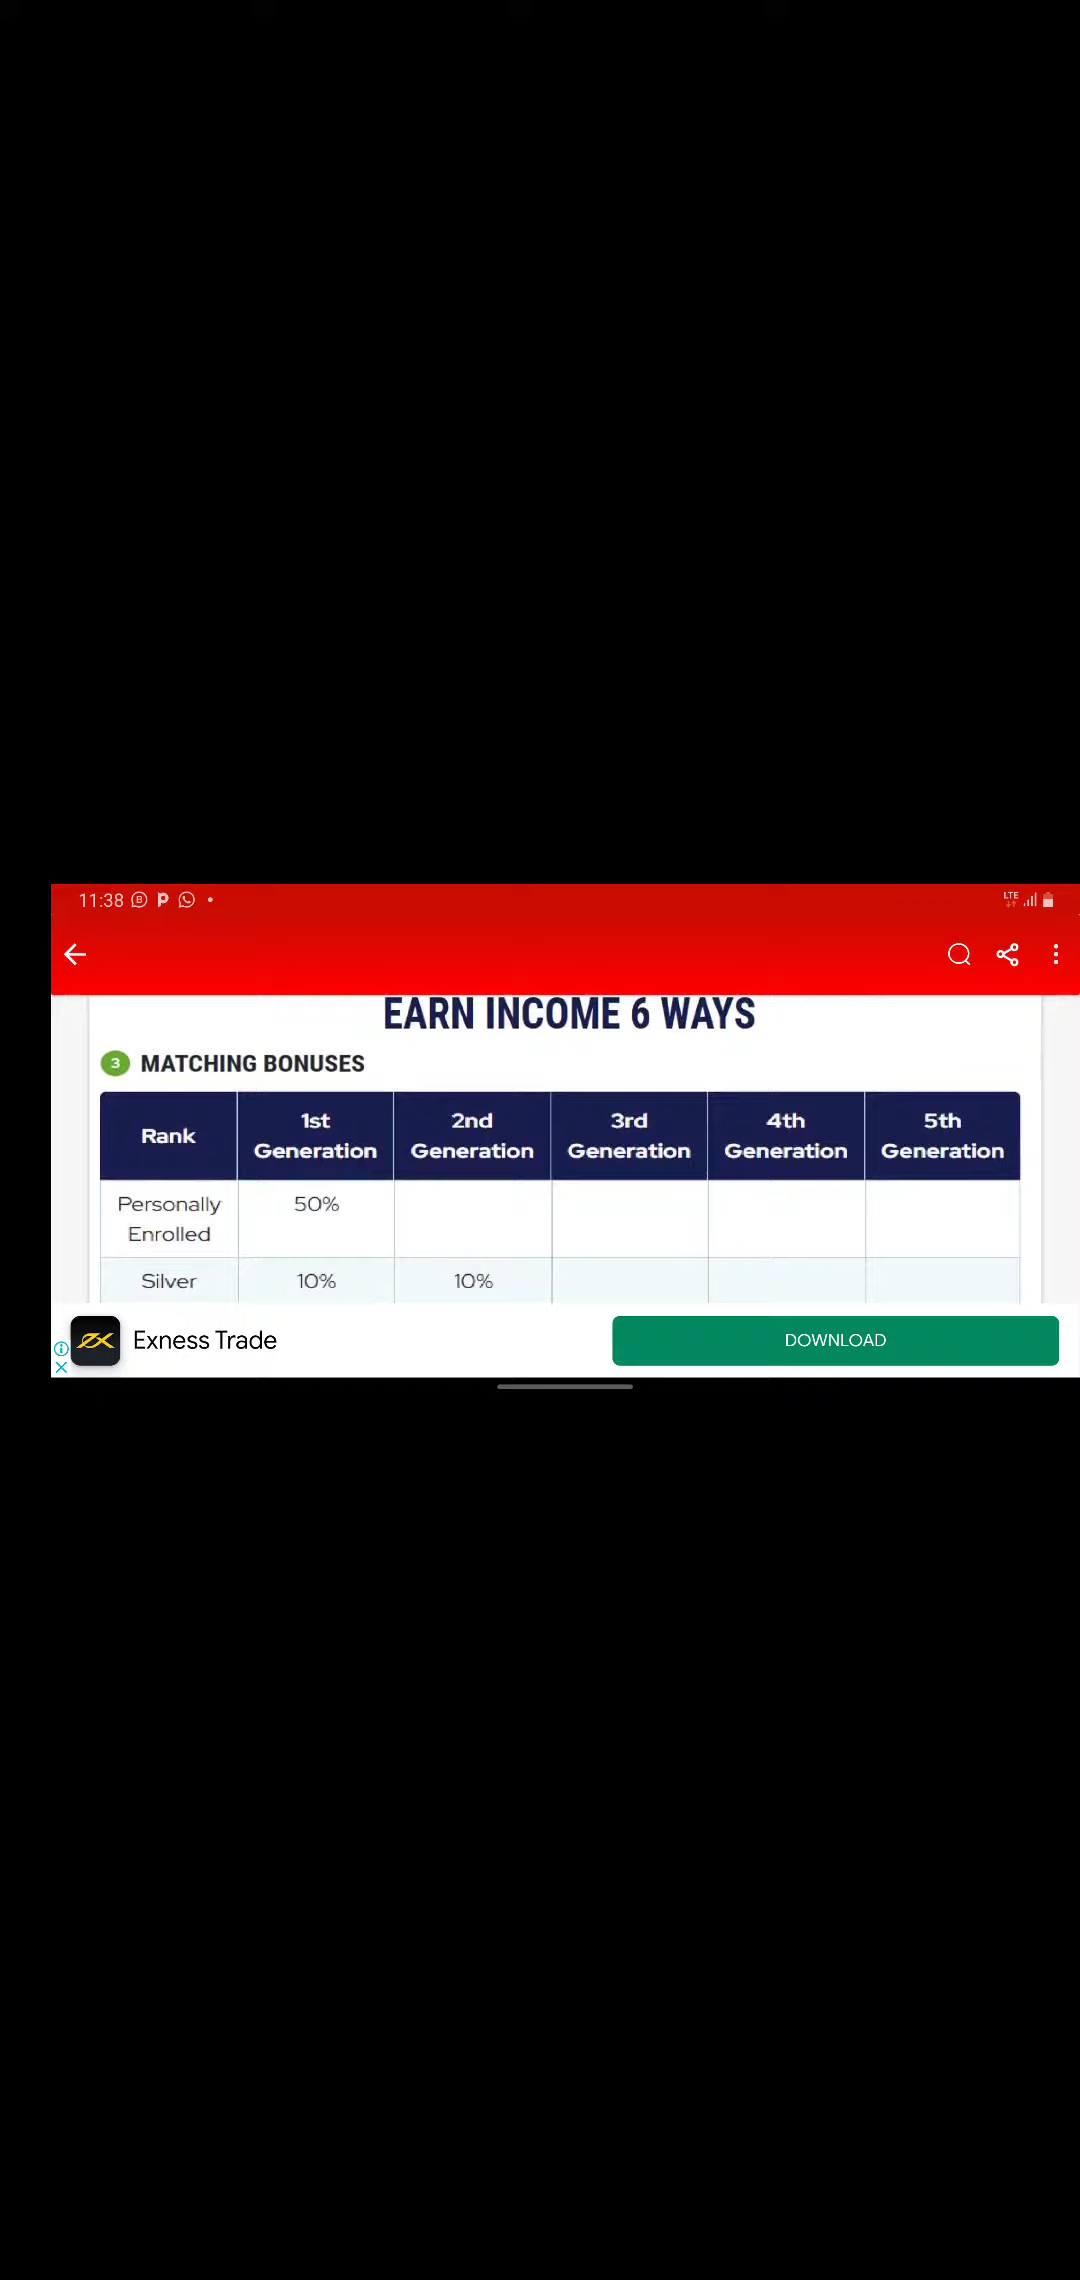 11:38
LTE
EARN INCOME 6 WAYS
3 MATCHING BONUSES
Rank 1st Generation 2nd Generation 3rd Generation 4th Generation 5th Generation
Personally Enrolled 50%
Silver 10% 10%
Exness Trade
DOWNLOAD